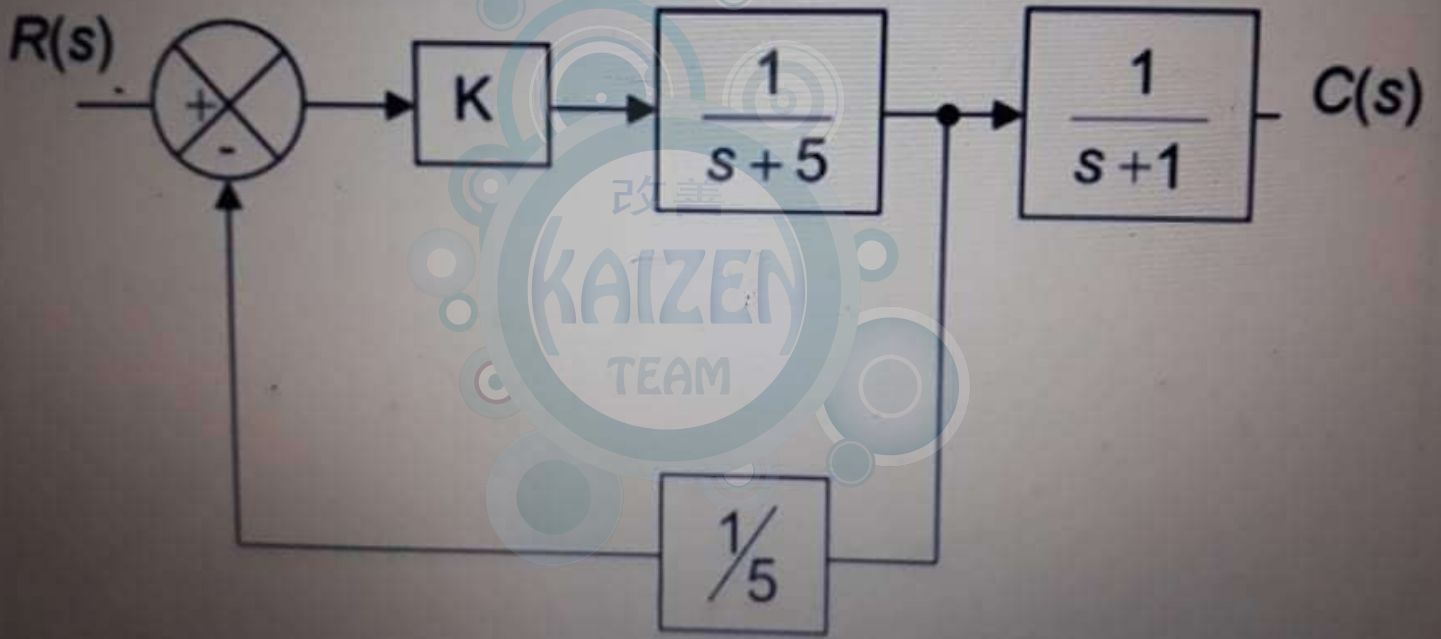 R(s)
+
-
K
1
s+5
1
s+1
C(s)
改善
KAIZEN
TEAM
1/5